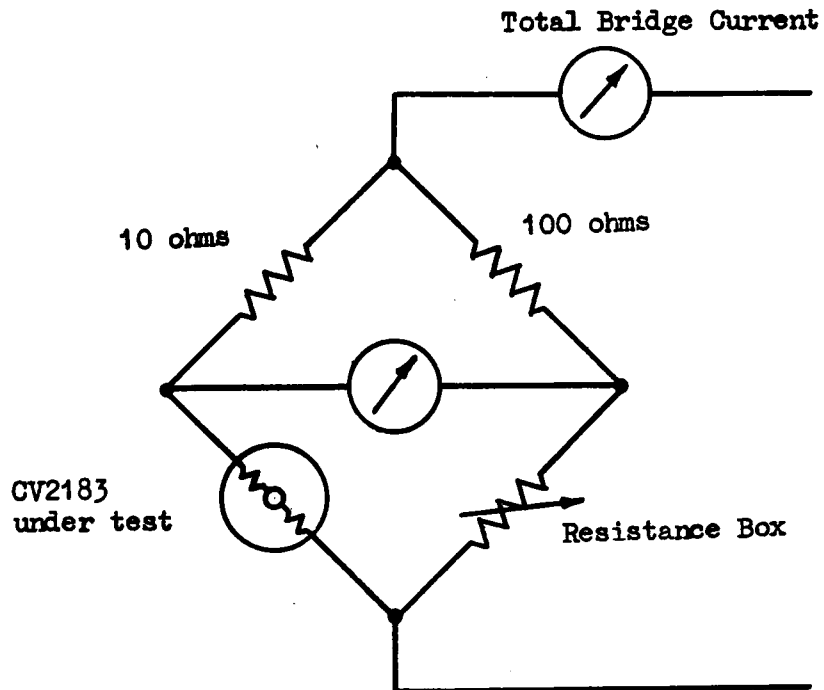 Total Bridge Current
10 ohms
100 ohms
CV2183
under test
Resistance Box